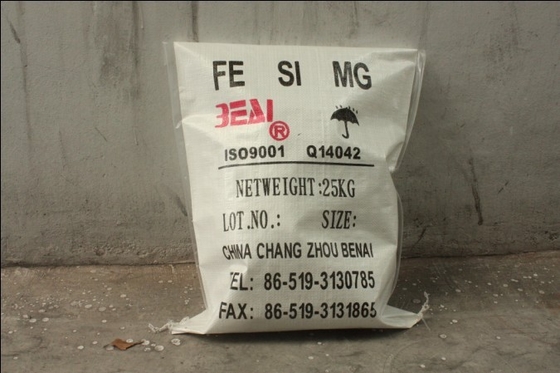 FE SI MG
BEAI ®
ISO9001 Q14042
NETWEIGHT:25KG
LOT.NO.: SIZE:
CHINA CHANG ZHOU BENAI
TEL: 86-519-3130785
FAX: 86-519-3131865